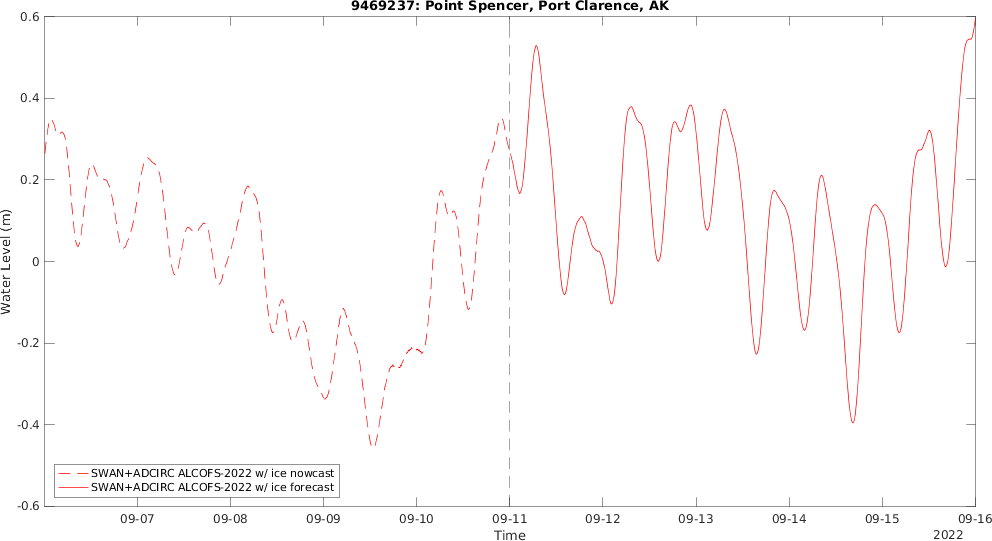 9469237: Point Spencer, Port Clarence, AK
0.6
0.4
0.2
0
-0.2
-0.4
-0.6
Water Level (m)
SWAN+ADCIRC ALCOFS-2022 w/ ice nowcast
SWAN+ADCIRC ALCOFS-2022 w/ ice forecast
09-07 09-08 09-09 09-10 09-11 09-12 09-13 09-14 09-15 09-16
Time
2022